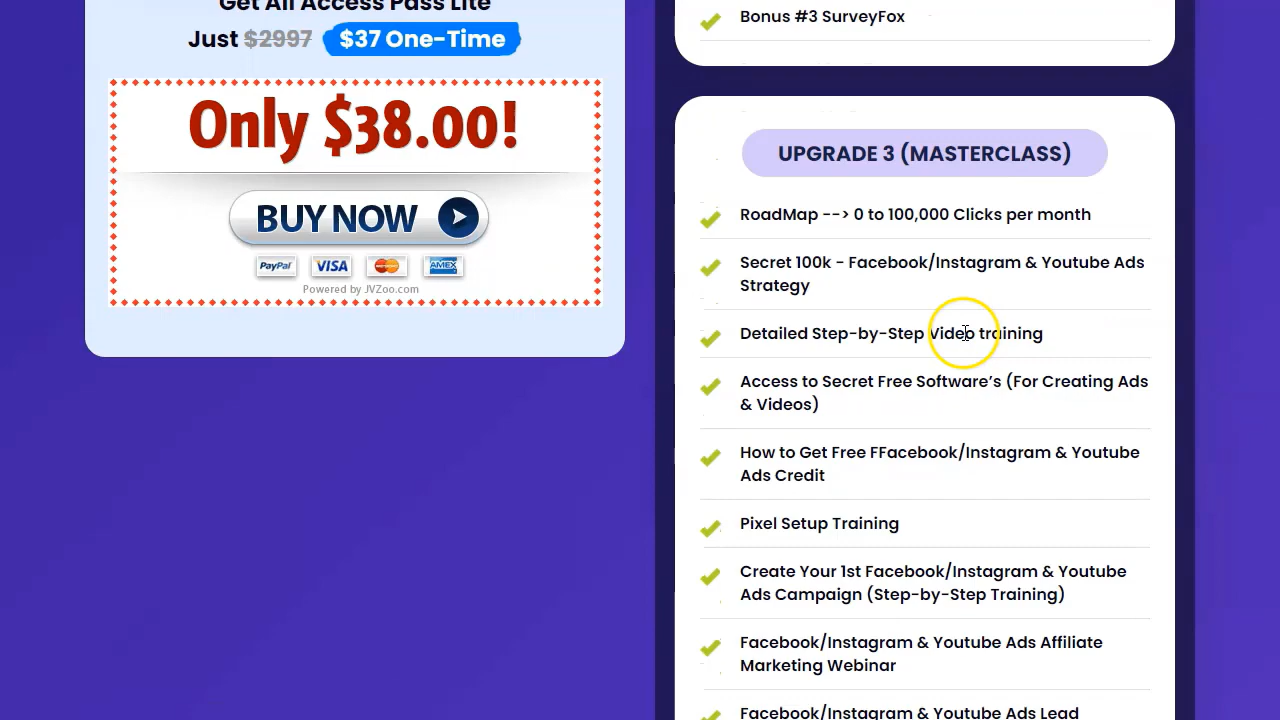 Get All Access Pass Lite
Just $2997 $37 One-Time
Only $38.00!
BUY NOW
PayPal VISA MasterCard AMEX
Powered by JVZoo.com
Bonus #3 SurveyFox
UPGRADE 3 (MASTERCLASS)
RoadMap --> 0 to 100,000 Clicks per month
Secret 100k - Facebook/Instagram & Youtube Ads
Strategy
Detailed Step-by-Step Video training
Access to Secret Free Software's (For Creating Ads
& Videos)
How to Get Free FFacebook/Instagram & Youtube
Ads Credit
Pixel Setup Training
Create Your 1st Facebook/Instagram & Youtube
Ads Campaign (Step-by-Step Training)
Facebook/Instagram & Youtube Ads Affiliate
Marketing Webinar
Facebook/Instagram & Youtube Ads Lead